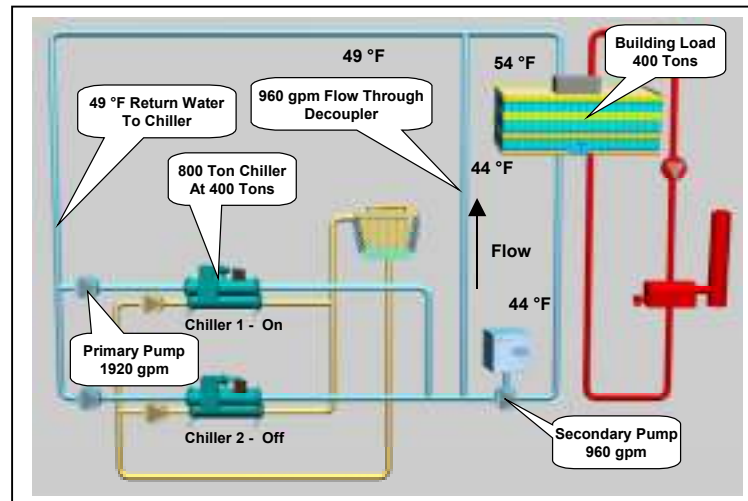 49 °F
54 °F
Building Load
400 Tons
49 °F Return Water
To Chiller
960 gpm Flow Through
Decoupler
800 Ton Chiller
At 400 Tons
44 °F
Flow
44 °F
Chiller 1 - On
Primary Pump
1920 gpm
Chiller 2 - Off
Secondary Pump
960 gpm